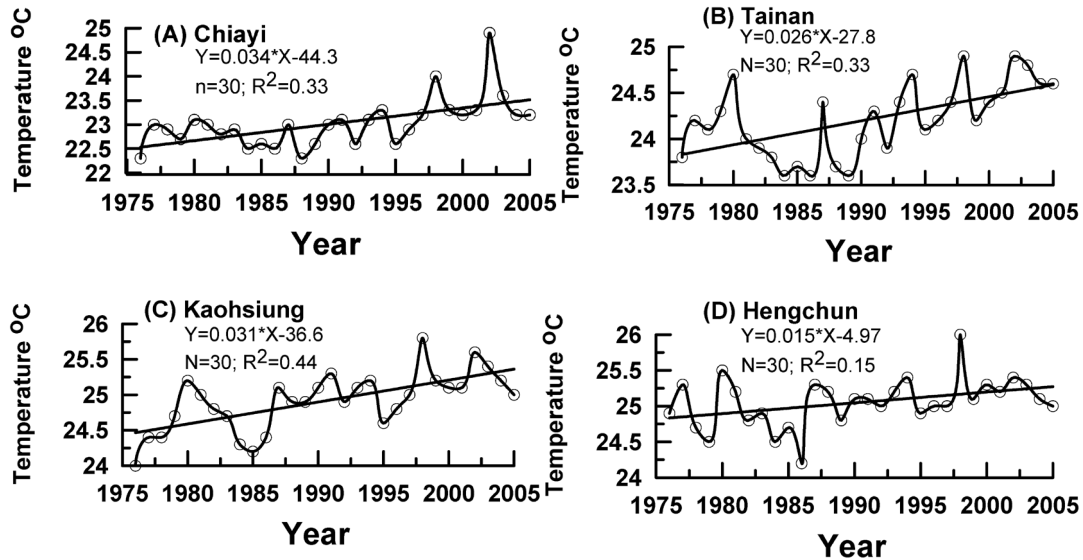 (A) Chiayi
Y=0.034*X-44.3
n=30; R²=0.33
Temperature °C
25
24.5
24
23.5
23
22.5
22
1975 1980 1985 1990 1995 2000 2005
Year
(B) Tainan
Y=0.026*X-27.8
N=30; R²=0.33
Temperature °C
25
24.5
24
23.5
1975 1980 1985 1990 1995 2000 2005
Year
(C) Kaohsiung
Y=0.031*X-36.6
N=30; R²=0.44
Temperature °C
26
25.5
25
24.5
24
1975 1980 1985 1990 1995 2000 2005
Year
(D) Hengchun
Y=0.015*X-4.97
N=30; R²=0.15
Temperature °C
26
25.5
25
24.5
24
1975 1980 1985 1990 1995 2000 2005
Year